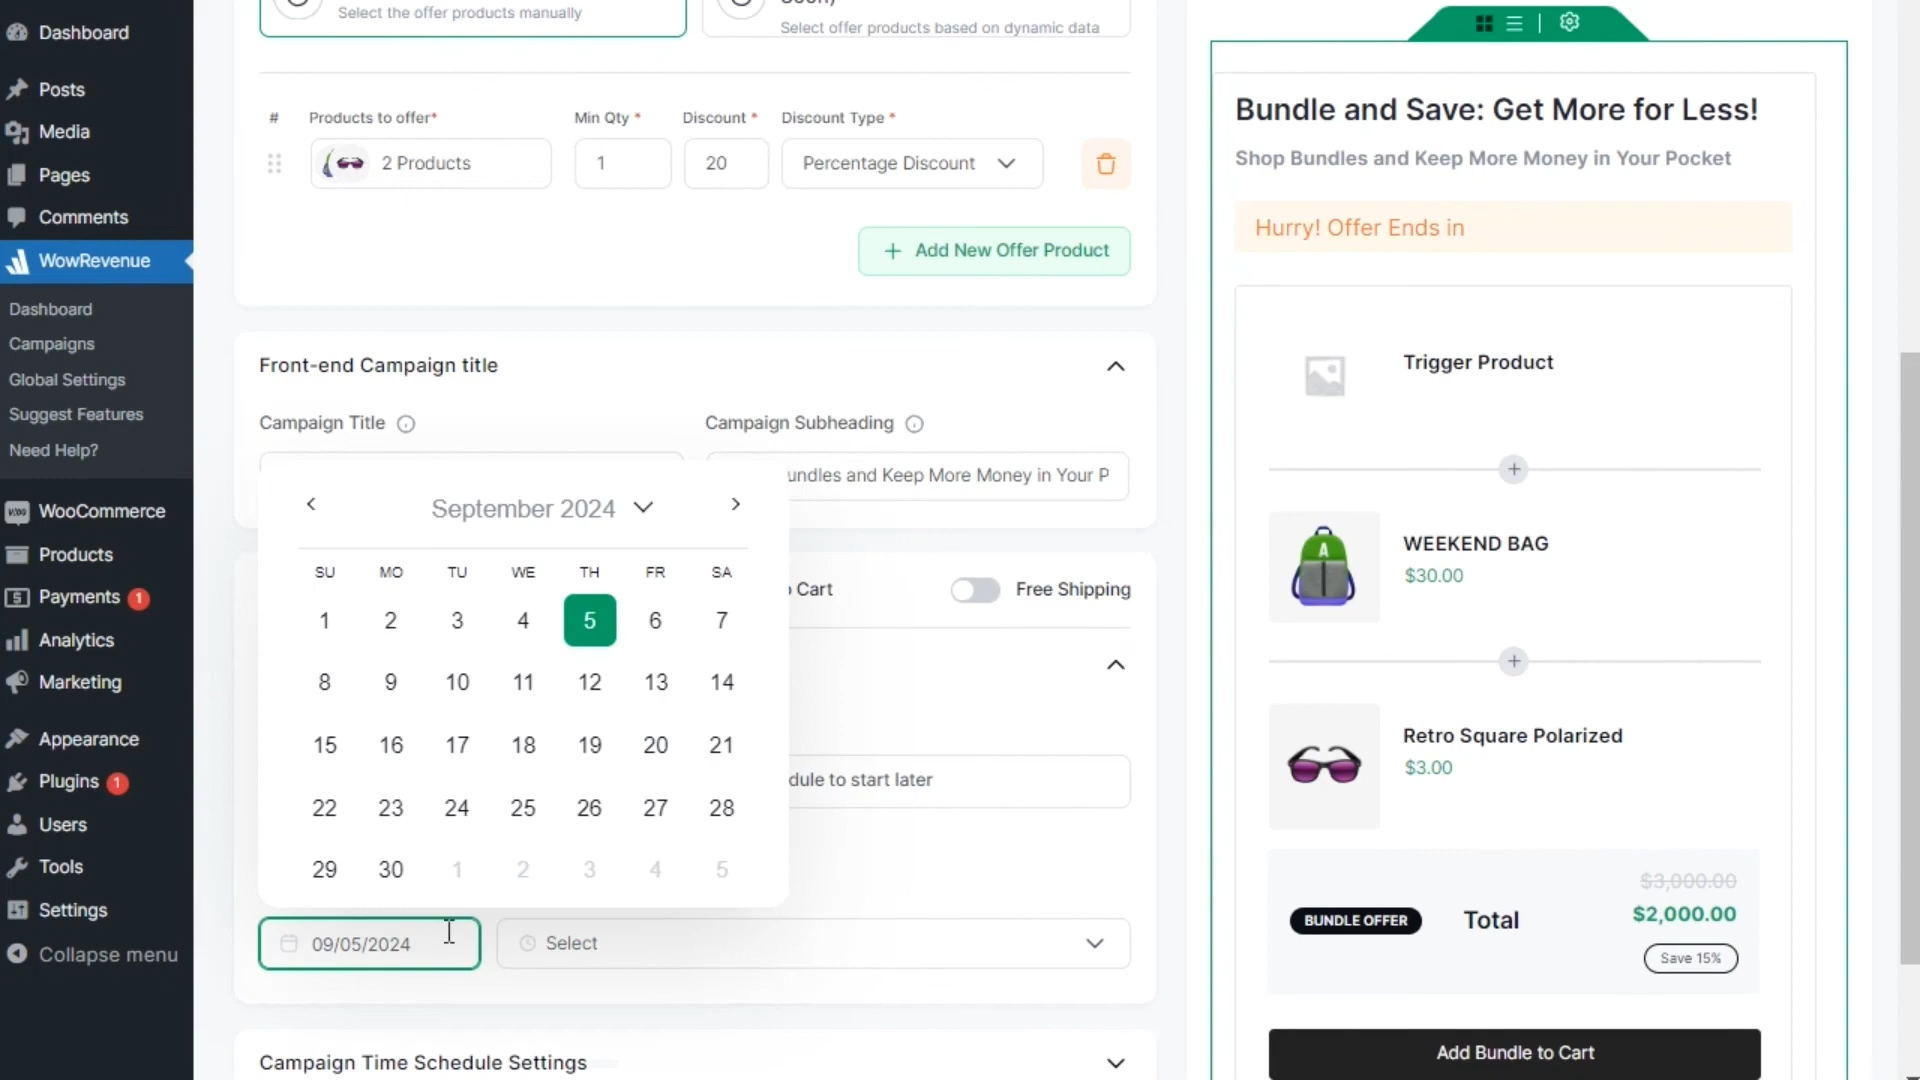 Dashboard
Posts
Media
Pages
Comments
WowRevenue
Dashboard
Campaigns
Global Settings
Suggest Features
Need Help?
WooCommerce
Products
Payments 1
Analytics
Marketing
Appearance
Plugins 1
Users
Tools
Settings
Collapse menu
Select the offer products manually
Select offer products based on dynamic data
# Products to offer* Min Qty * Discount * Discount Type *
2 Products 1 20 Percentage Discount
+ Add New Offer Product
Front-end Campaign title
Campaign Title Campaign Subheading
undles and Keep More Money in Your P
September 2024
SU MO TU WE TH FR SA
1 2 3 4 5 6 7
8 9 10 11 12 13 14
15 16 17 18 19 20 21
22 23 24 25 26 27 28
29 30 1 2 3 4 5
Cart Free Shipping
dule to start later
09/05/2024 Select
Campaign Time Schedule Settings
Bundle and Save: Get More for Less!
Shop Bundles and Keep More Money in Your Pocket
Hurry! Offer Ends in
Trigger Product
WEEKEND BAG
$30.00
A
Retro Square Polarized
$3.00
$3,000.00
BUNDLE OFFER Total $2,000.00
Save 15%
Add Bundle to Cart